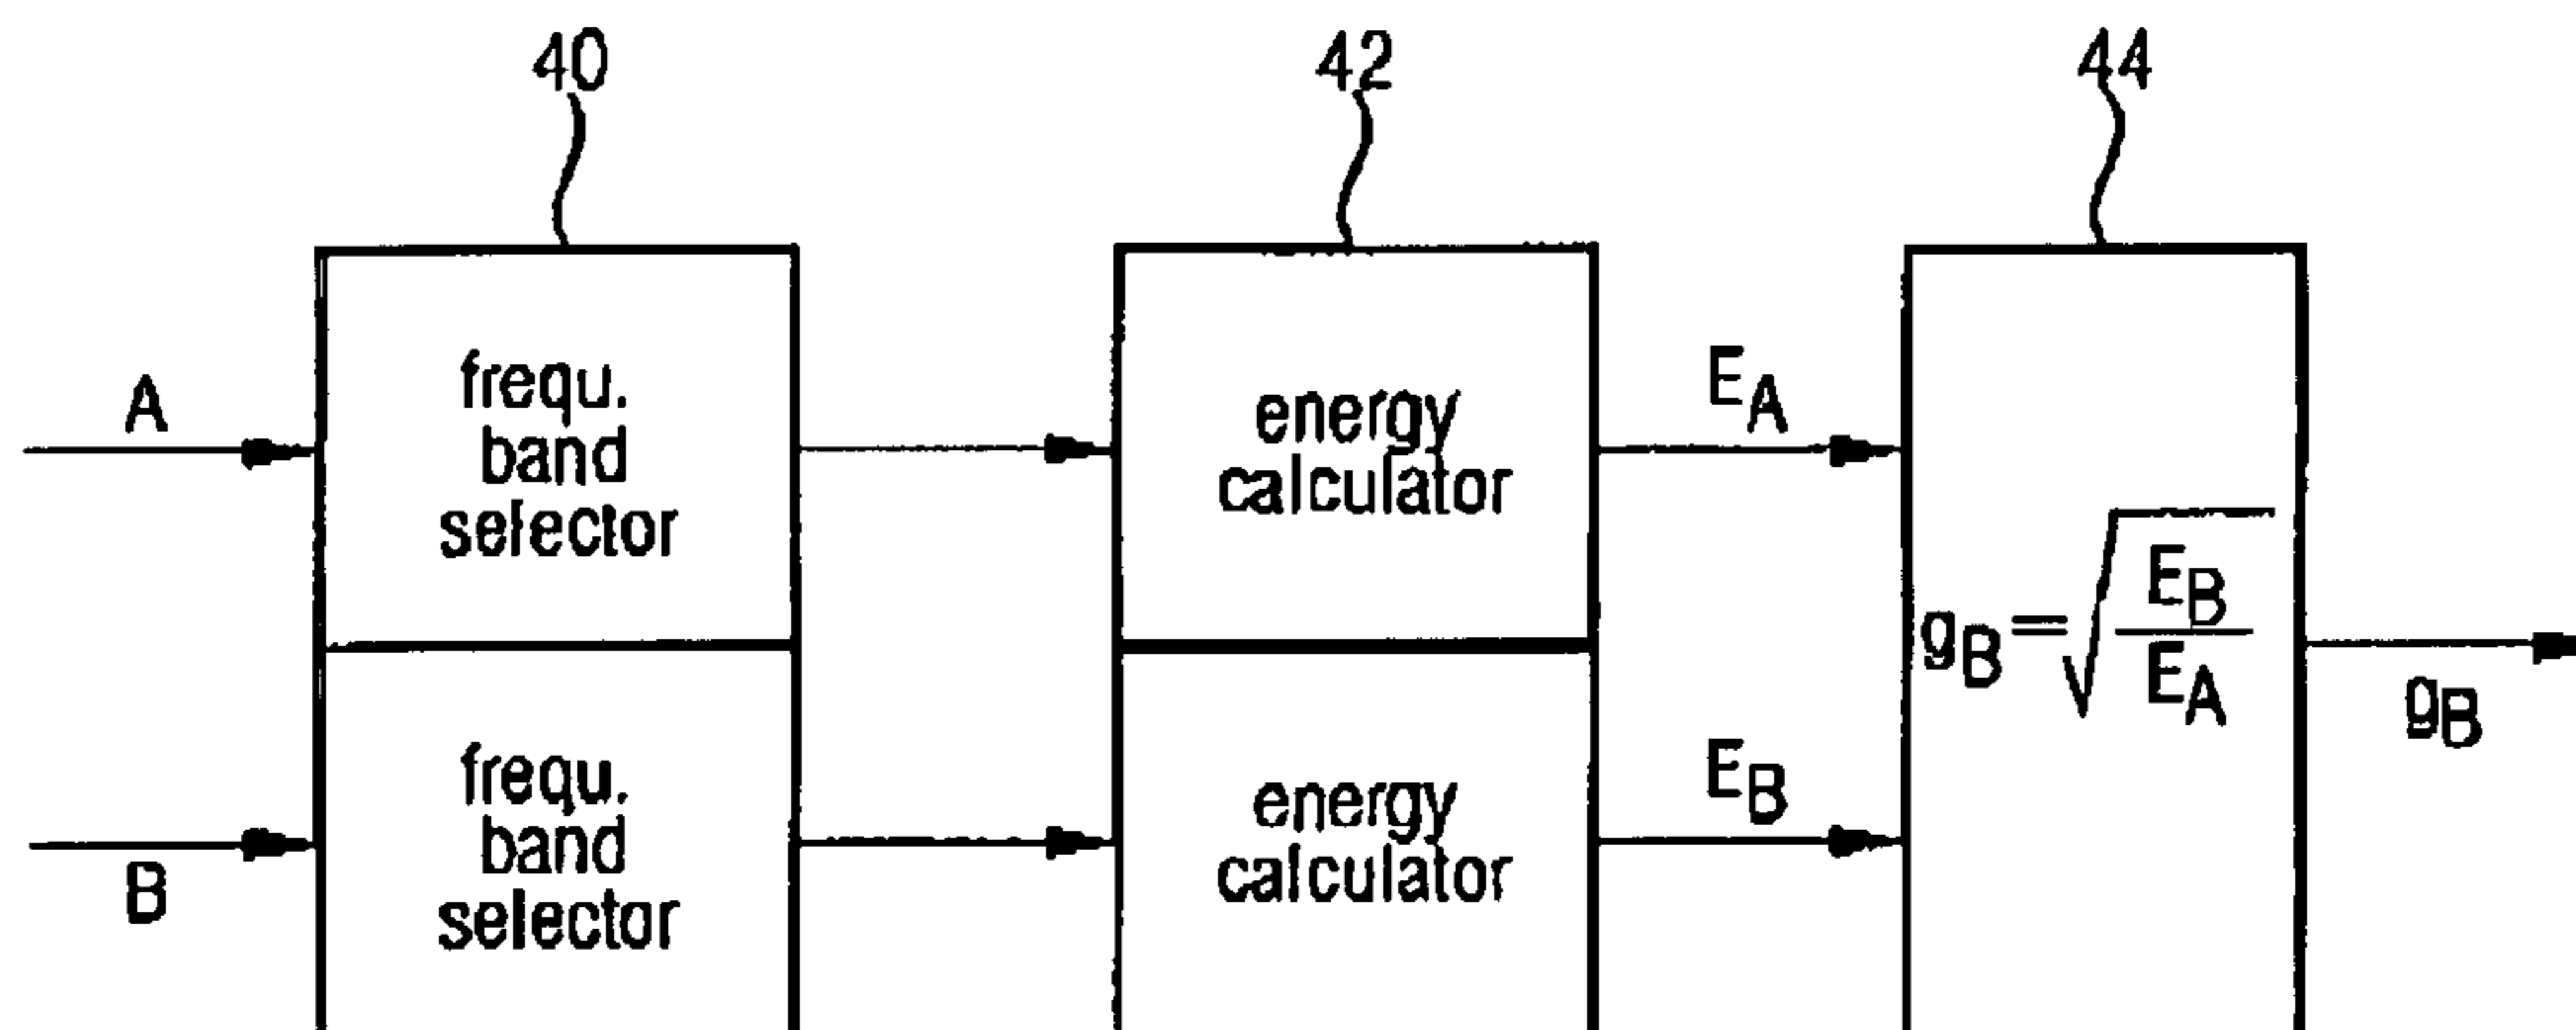 40
42
44
A
frequ.
band
selector
energy
calculator
E_A
g_B = √(E_B / E_A)
g_B
B
frequ.
band
selector
energy
calculator
E_B